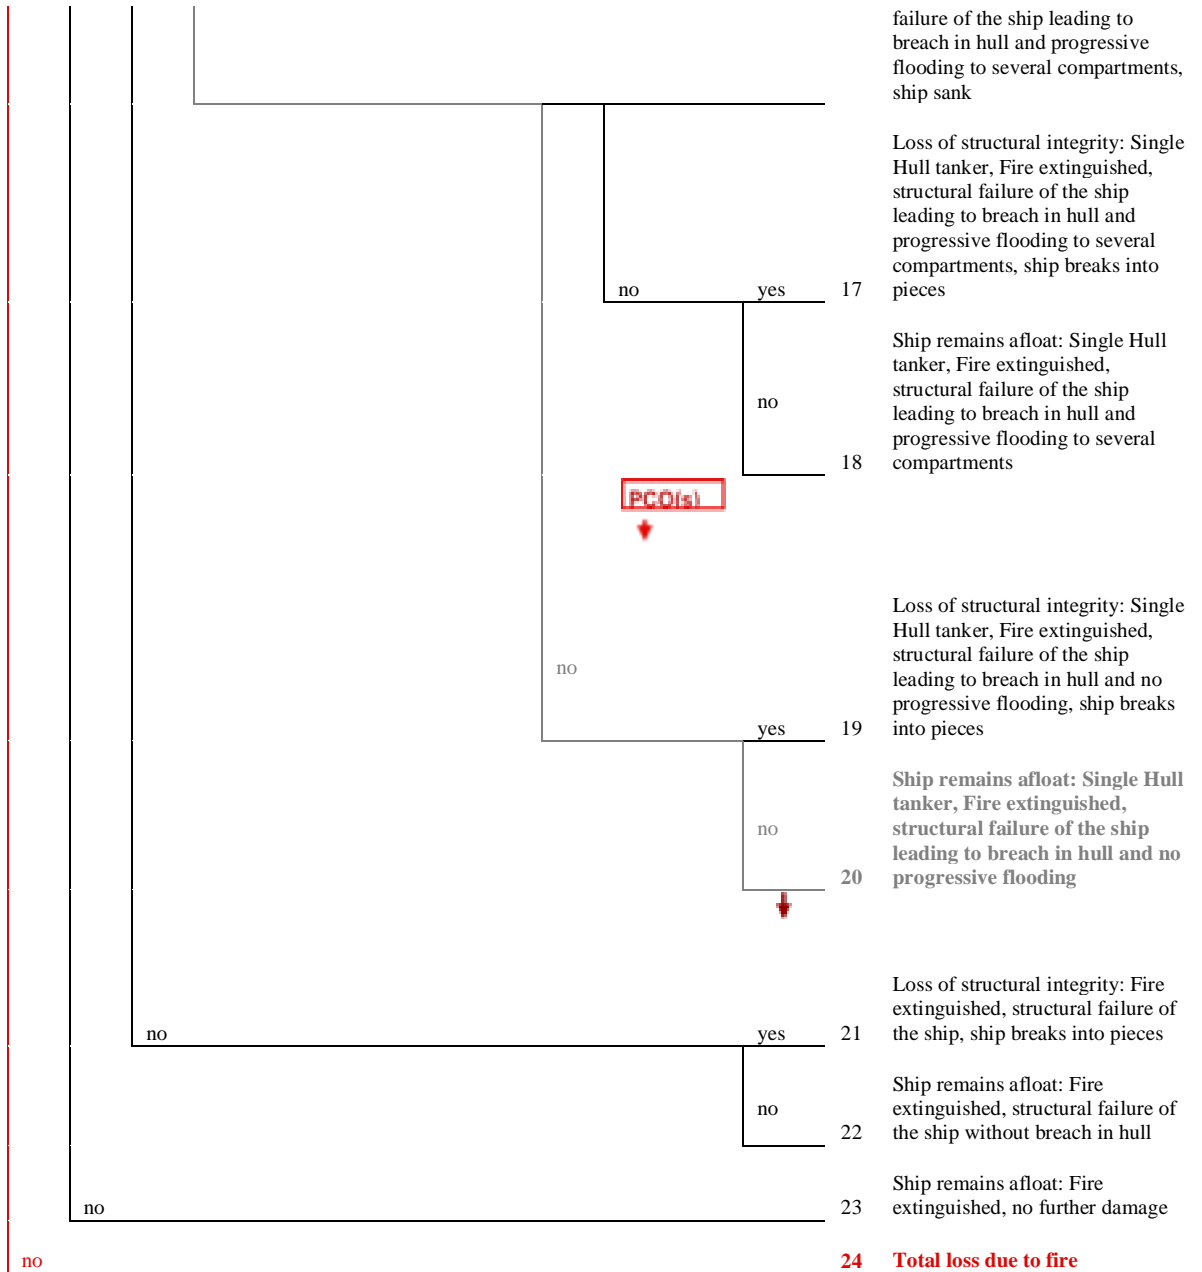 failure of the ship leading to
breach in hull and progressive
flooding to several compartments,
ship sank
Loss of structural integrity: Single
Hull tanker, Fire extinguished,
structural failure of the ship
leading to breach in hull and
progressive flooding to several
compartments, ship breaks into
no yes 17 pieces
Ship remains afloat: Single Hull
tanker, Fire extinguished,
structural failure of the ship
leading to breach in hull and
no
progressive flooding to several
18 compartments
PCO(s)
Loss of structural integrity: Single
Hull tanker, Fire extinguished,
structural failure of the ship
no
leading to breach in hull and no
progressive flooding, ship breaks
yes 19 into pieces
Ship remains afloat: Single Hull
tanker, Fire extinguished,
no
structural failure of the ship
leading to breach in hull and no
20 progressive flooding
Loss of structural integrity: Fire
extinguished, structural failure of
no yes 21 the ship, ship breaks into pieces
Ship remains afloat: Fire
no
extinguished, structural failure of
22 the ship without breach in hull
Ship remains afloat: Fire
no 23 extinguished, no further damage
no 24 Total loss due to fire